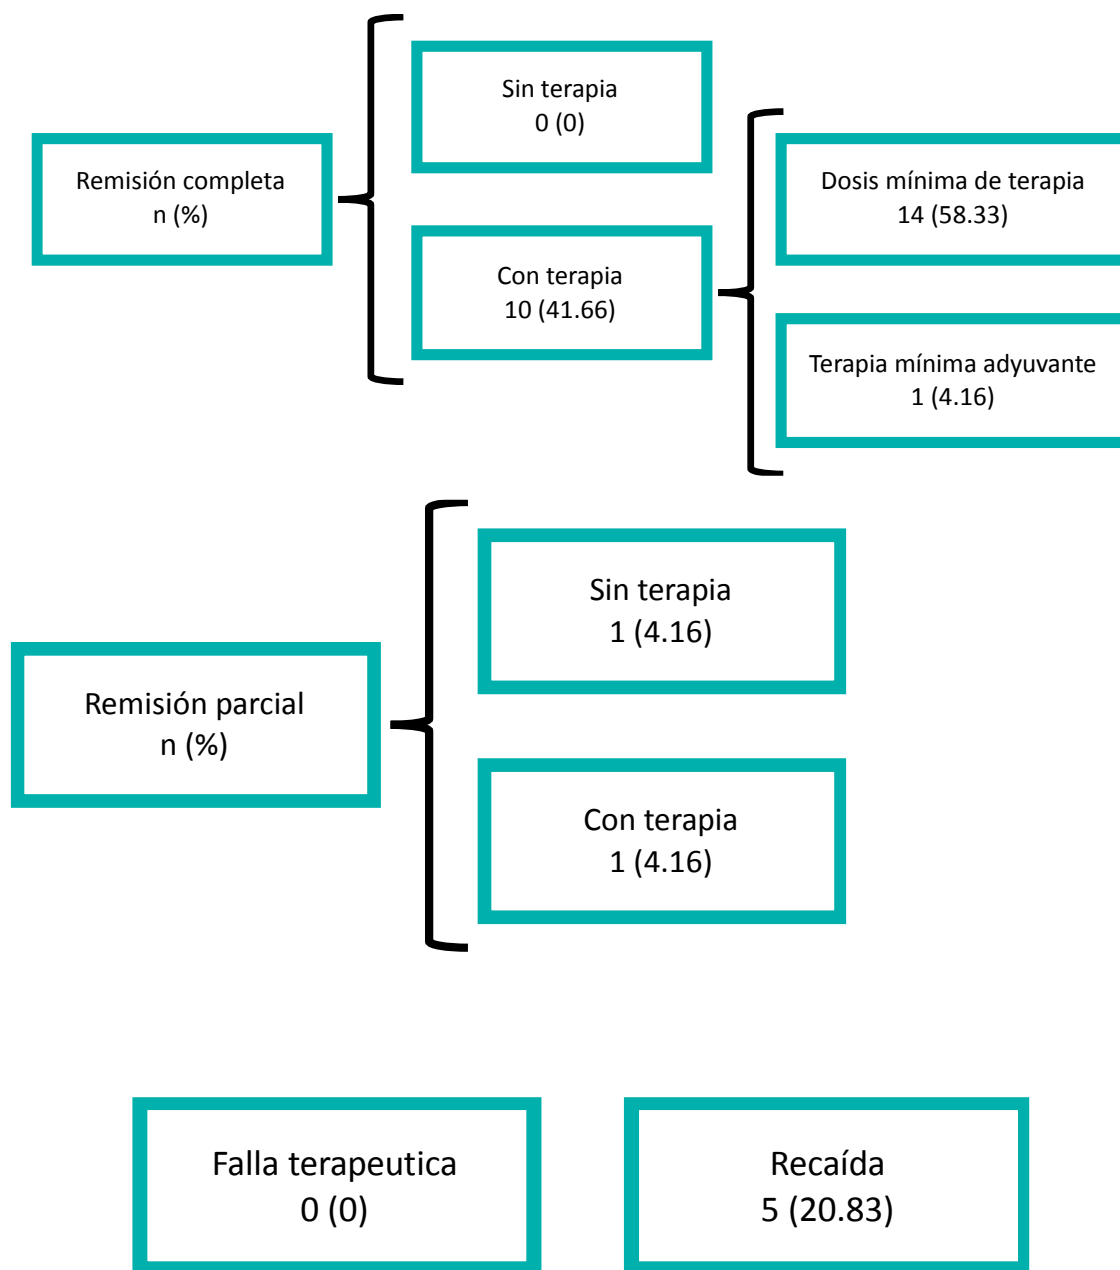 Remisión completa
n (%)
Sin terapia
0 (0)
Con terapia
10 (41.66)
Dosis mínima de terapia
14 (58.33)
Terapia mínima adyuvante
1 (4.16)
Remisión parcial
n (%)
Sin terapia
1 (4.16)
Con terapia
1 (4.16)
Falla terapeutica
0 (0)
Recaída
5 (20.83)